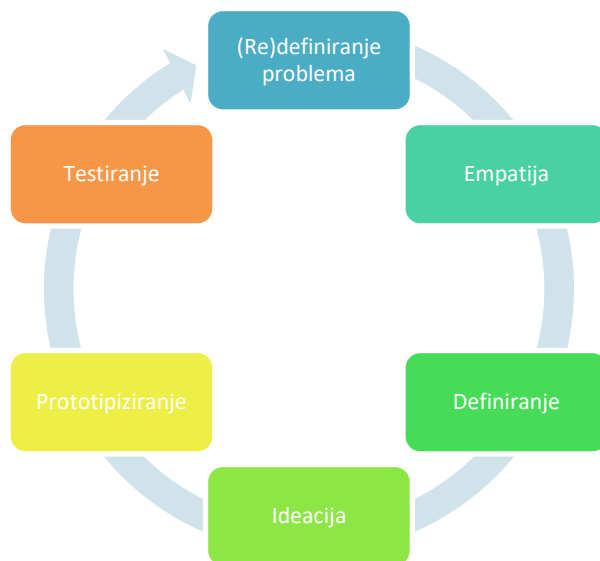 (Re)definiranje
problema
Empatija
Definiranje
Ideacija
Prototipiziranje
Testiranje